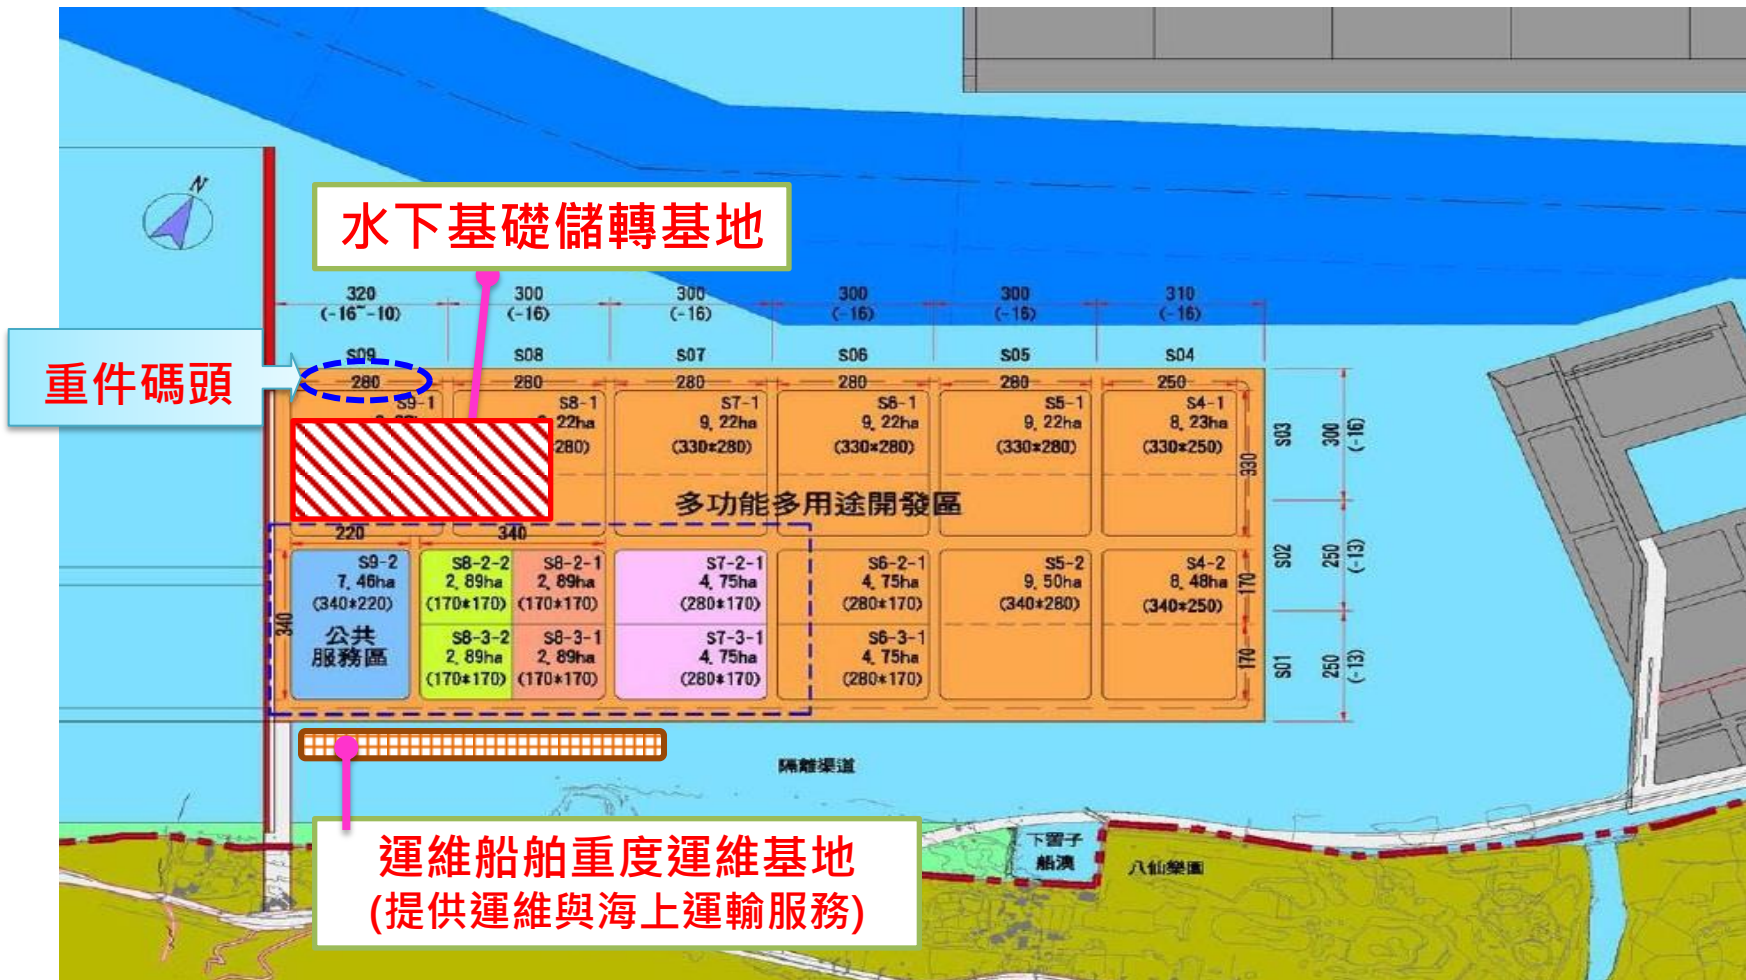 N
水下基礎儲轉基地
320
(-16~-10)
300
(-16)
300
(-16)
300
(-16)
300
(-16)
310
(-16)
重件碼頭
S09
S08
S07
S06
S05
S04
280
280
280
280
280
250
S9-1
S8-1
22ha
280)
S7-1
9.22ha
(330*280)
S6-1
9.22ha
(330*280)
S5-1
9.22ha
(330*280)
S4-1
8.23ha
(330*250)
330
S03
300
(-16)
多功能多用途開發區
220
340
S9-2
7.46ha
(340*220)
公共
服務區
340
S8-2-2
2.89ha
(170*170)
S8-2-1
2.89ha
(170*170)
S7-2-1
4.75ha
(280*170)
S6-2-1
4.75ha
(280*170)
S5-2
9.50ha
(340*280)
S4-2
8.48ha
(340*250)
170
S02
250
(-13)
S8-3-2
2.89ha
(170*170)
S8-3-1
2.89ha
(170*170)
S7-3-1
4.75ha
(280*170)
S6-3-1
4.75ha
(280*170)
170
S01
250
(-13)
隔離渠道
運維船舶重度運維基地
(提供運維與海上運輸服務)
下罟子
船澳
八仙樂園